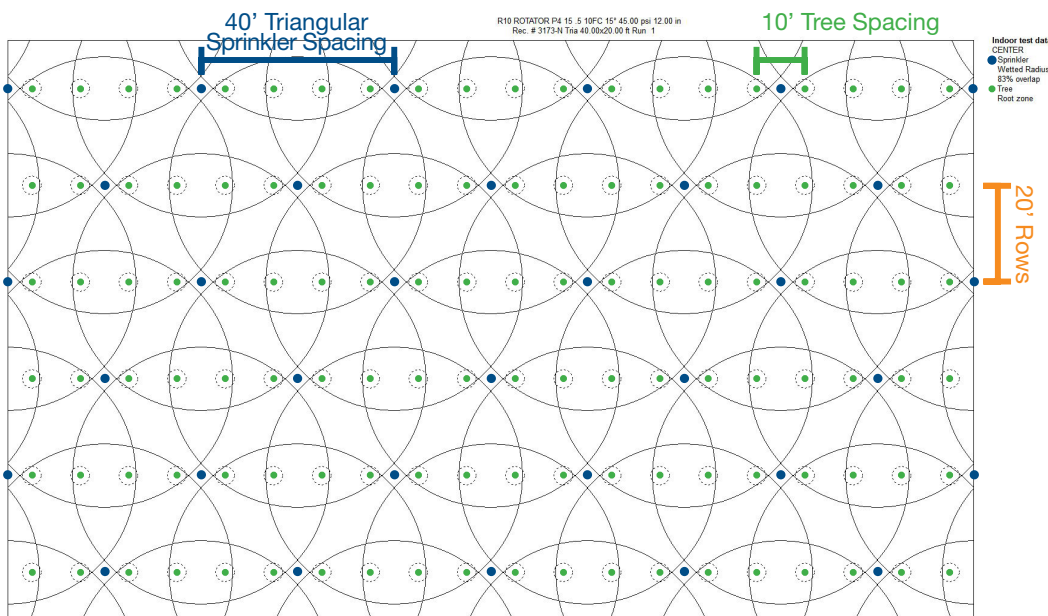 40’ Triangular
Sprinkler Spacing
R10 ROTATOR P4 15 .5 10FC 15° 45.00 psi 12.00 in
Rec. # 3173-N Tria 40.00x20.00 ft Run 1
10’ Tree Spacing
Indoor test data
CENTER
Sprinkler
Wetted Radius
83% overlap
Tree
Root zone
20’ Rows